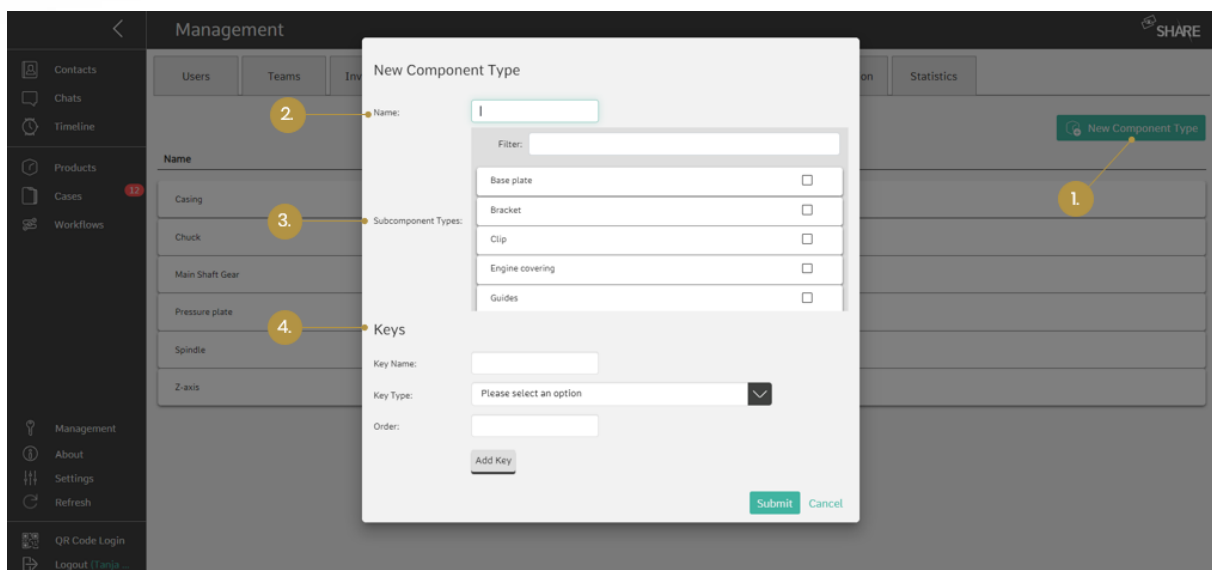 Management
SHARE
Contacts
Chats
Timeline
Products
Cases
12
Workflows
Management
About
Settings
Refresh
QR Code Login
Logout (Tanja ...
Users
Teams
Inv
on
Statistics
New Component Type
1.
Name
Casing
Chuck
Main Shaft Gear
Pressure plate
Spindle
Z-axis
New Component Type
2.
Name:
Filter:
3.
Subcomponent Types:
Base plate
Bracket
Clip
Engine covering
Guides
4.
Keys
Key Name:
Key Type:
Please select an option
Order:
Add Key
Submit
Cancel